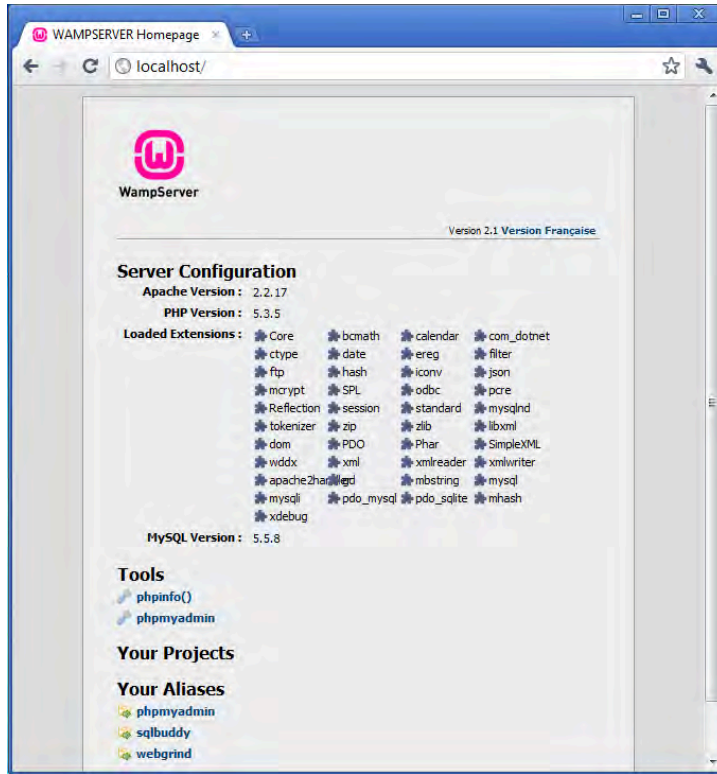 WAMPSERVER Homepage
localhost/
WampServer
Version 2.1 Version Française
Server Configuration
Apache Version : 2.2.17
PHP Version : 5.3.5
Loaded Extensions : Core bcmath calendar com_dotnet
ctype date ereg filter
ftp hash iconv json
mcrypt SPL odbc pcre
Reflection session standard mysqlnd
tokenizer zip zlib libxml
dom PDO Phar SimpleXML
wddx xml xmlreader xmlwriter
apache2handler gd mbstring mysql
mysqli pdo_mysql pdo_sqlite mhash
xdebug
MySQL Version : 5.5.8
Tools
phpinfo()
phpmyadmin
Your Projects
Your Aliases
phpmyadmin
sqlbuddy
webgrind